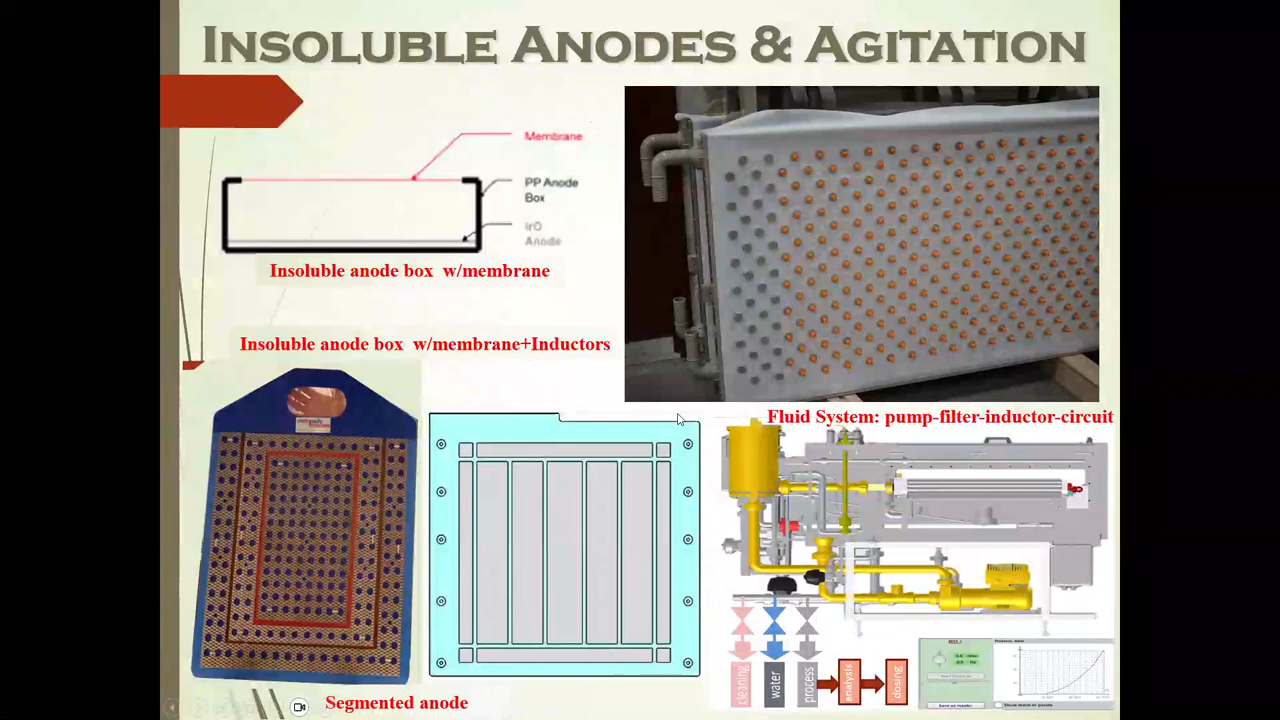 INSOLUBLE ANODES & AGITATION
Membrane
PP Anode
Box
IrO
Anode
Insoluble anode box w/membrane
Insoluble anode box w/membrane+Inductors
Fluid System: pump-filter-inductor-circuit
cleaning
water
process
analysis
dosing
Segmented anode